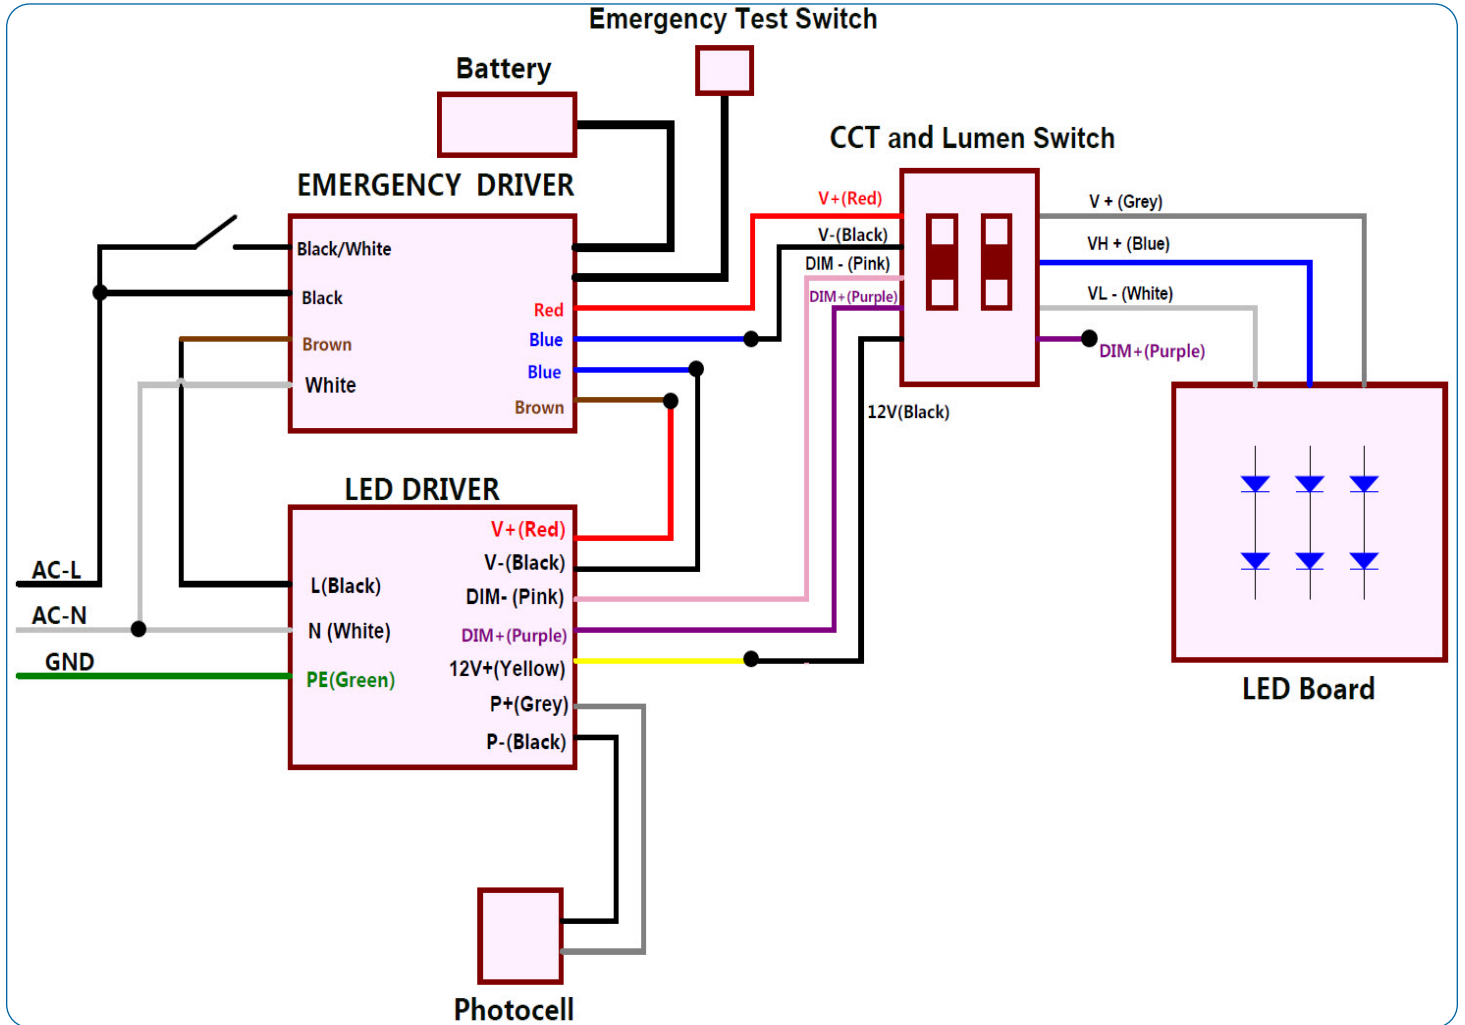 Emergency Test Switch
Battery
CCT and Lumen Switch
EMERGENCY DRIVER
V+(Red)
V-(Black)
DIM - (Pink)
DIM+(Purple)
12V(Black)
V + (Grey)
VH + (Blue)
VL - (White)
DIM+(Purple)
Black/White
Black
Brown
White
Red
Blue
Blue
Brown
LED DRIVER
V+(Red)
V-(Black)
DIM- (Pink)
DIM+(Purple)
12V+(Yellow)
P+(Grey)
P-(Black)
AC-L
AC-N
GND
L(Black)
N (White)
PE(Green)
LED Board
Photocell